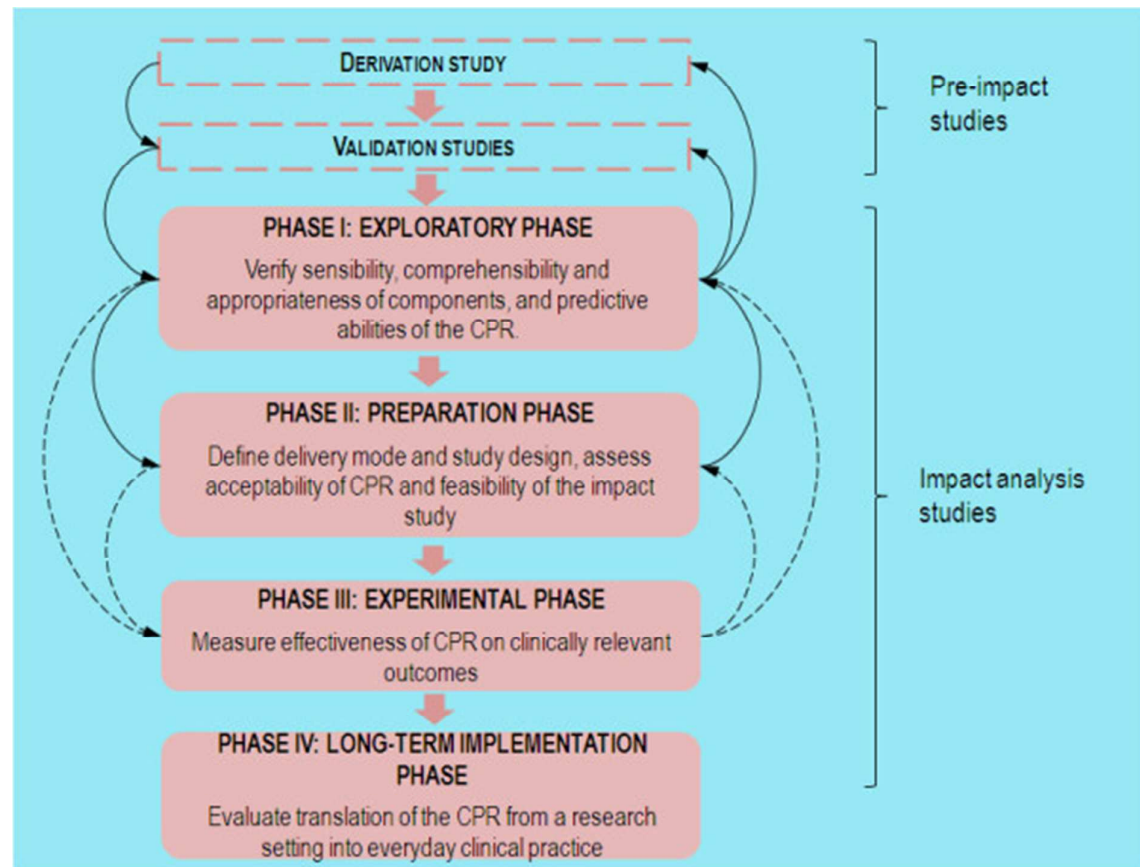 DERIVATION STUDY
Pre-impact
studies
VALIDATION STUDIES
PHASE I: EXPLORATORY PHASE
Verify sensibility, comprehensibility and
appropriateness of components, and predictive
abilities of the CPR.
PHASE II: PREPARATION PHASE
Define delivery mode and study design, assess
acceptability of CPR and feasibility of the impact
study
Impact analysis
studies
PHASE III: EXPERIMENTAL PHASE
Measure effectiveness of CPR on clinically relevant
outcomes
PHASE IV: LONG-TERM IMPLEMENTATION
PHASE
Evaluate translation of the CPR from a research
setting into everyday clinical practice